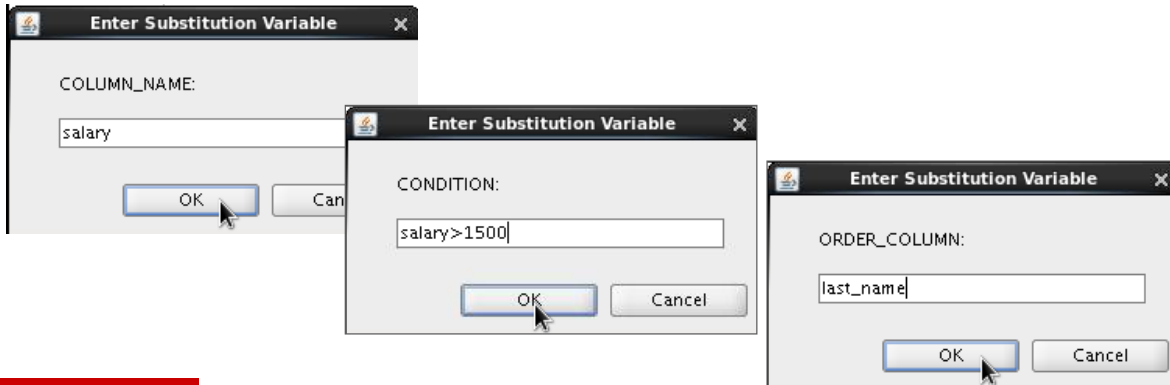 Enter Substitution Variable
COLUMN_NAME:
salary
OK Can
Enter Substitution Variable
CONDITION:
salary>1500
OK Cancel
Enter Substitution Variable
ORDER_COLUMN:
last_name
OK Cancel